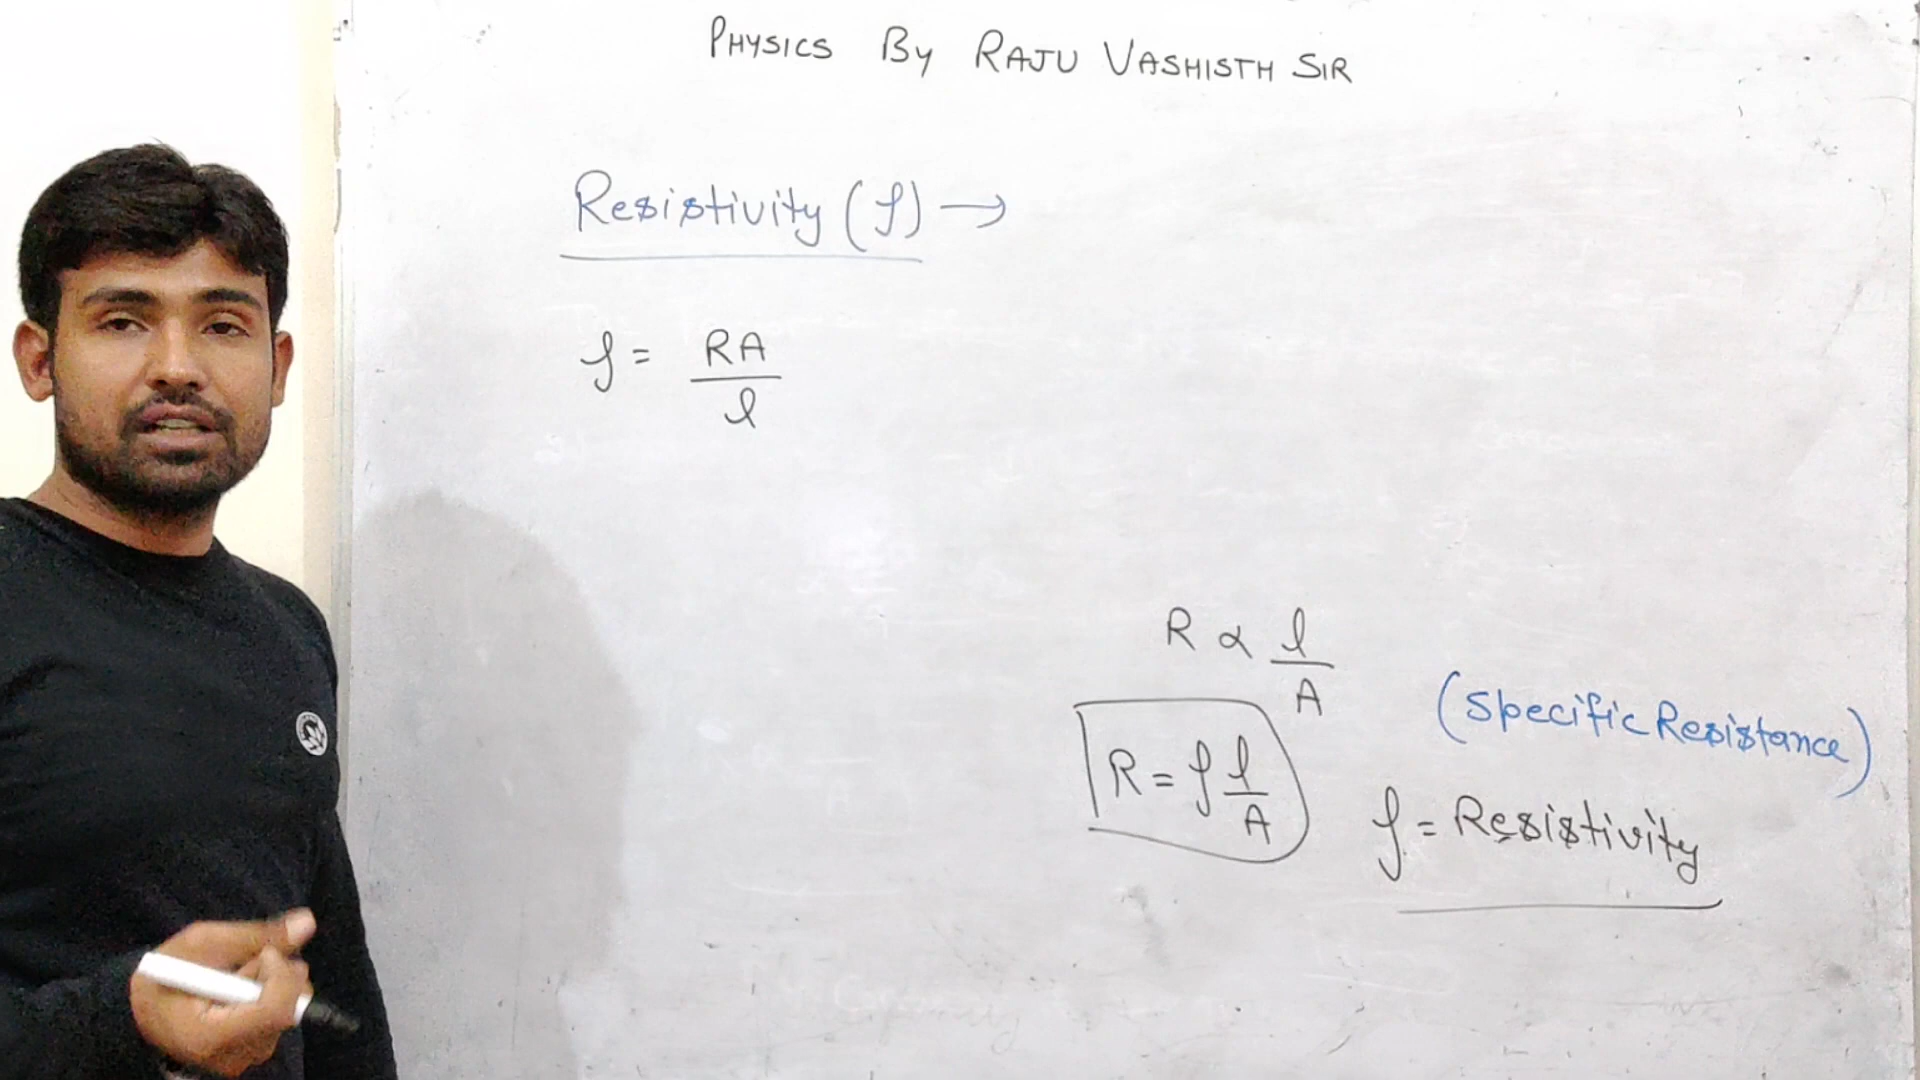 PHYSICS By RAJU VASHISTH SIR
Resistivity (ρ) →
ρ = RA
l
R ∝ l
A
R = ρ l
A
(Specific Resistance)
ρ = Resistivity